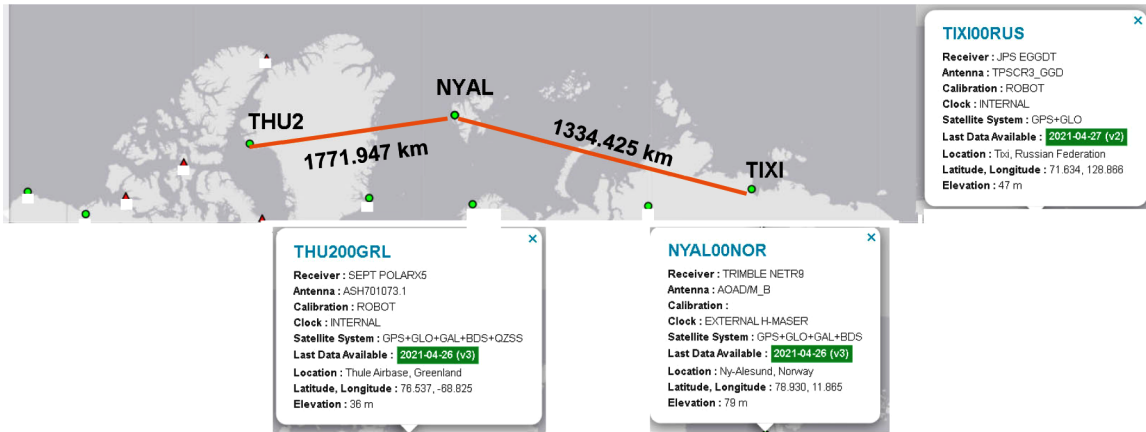 NYAL
THU2
1771.947 km
1334.425 km
TIXI
×
TIXI00RUS
Receiver : JPS EGGDT
Antenna : TPSCR3_GGD
Calibration : ROBOT
Clock : INTERNAL
Satellite System : GPS+GLO
Last Data Available : 2021-04-27 (v2)
Location : Tixi, Russian Federation
Latitude, Longitude : 71.634, 128.866
Elevation : 47 m
×
THU200GRL
Receiver : SEPT POLARX5
Antenna : ASH701073.1
Calibration : ROBOT
Clock : INTERNAL
Satellite System : GPS+GLO+GAL+BDS+QZSS
Last Data Available : 2021-04-26 (v3)
Location : Thule Airbase, Greenland
Latitude, Longitude : 76.537, -68.825
Elevation : 36 m
×
NYAL00NOR
Receiver : TRIMBLE NETR9
Antenna : AOAD/M_B
Calibration :
Clock : EXTERNAL H-MASER
Satellite System : GPS+GLO+GAL+BDS
Last Data Available : 2021-04-26 (v3)
Location : Ny-Alesund, Norway
Latitude, Longitude : 78.930, 11.865
Elevation : 79 m